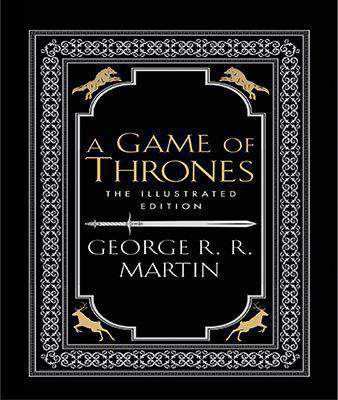 A GAME OF
THRONES
THE ILLUSTRATED
EDITION
GEORGE R. R.
MARTIN